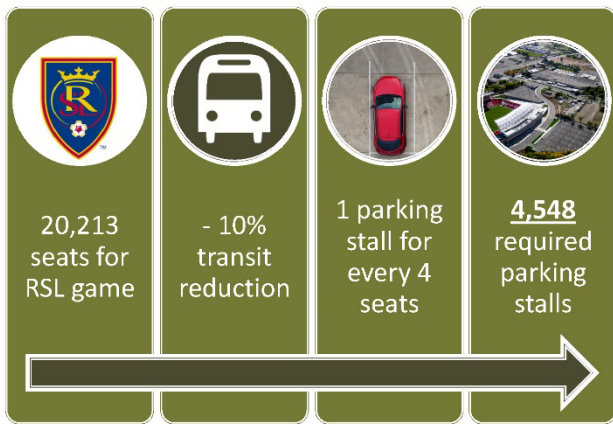 RSL
TM
20,213
seats for
RSL game
- 10%
transit
reduction
1 parking
stall for
every 4
seats
4,548
required
parking
stalls